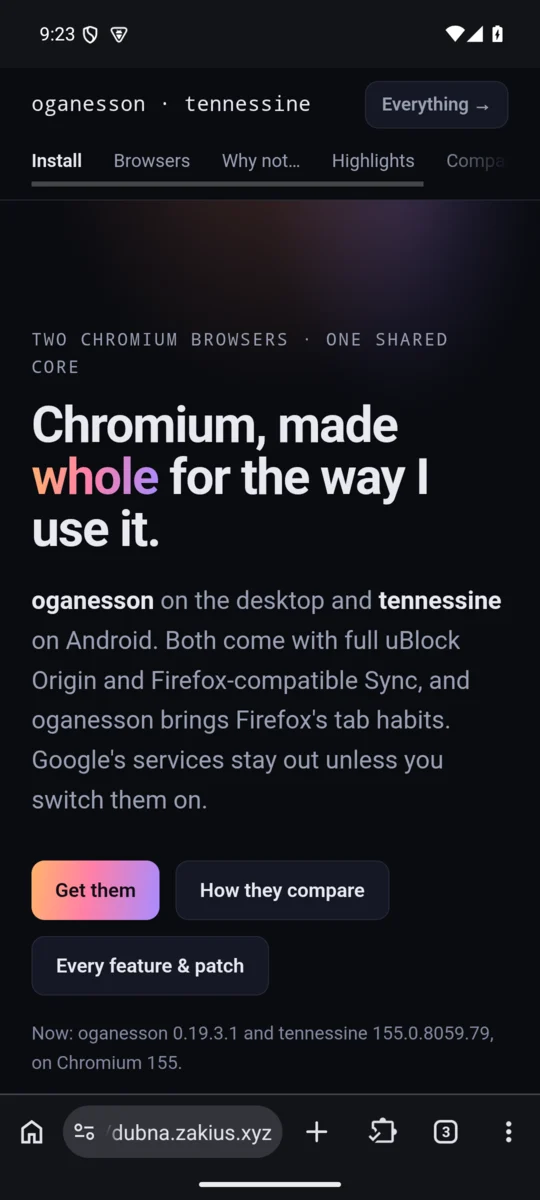 9:23
oganesson · tennessine
Everything →
Install Browsers Why not… Highlights Compa
TWO CHROMIUM BROWSERS · ONE SHARED
CORE
Chromium, made
whole for the way I
use it.
oganesson on the desktop and tennessine
on Android. Both come with full uBlock
Origin and Firefox-compatible Sync, and
oganesson brings Firefox's tab habits.
Google's services stay out unless you
switch them on.
Get them
How they compare
Every feature & patch
Now: oganesson 0.19.3.1 and tennessine 155.0.8059.79,
on Chromium 155.
/dubna.zakius.xyz
3